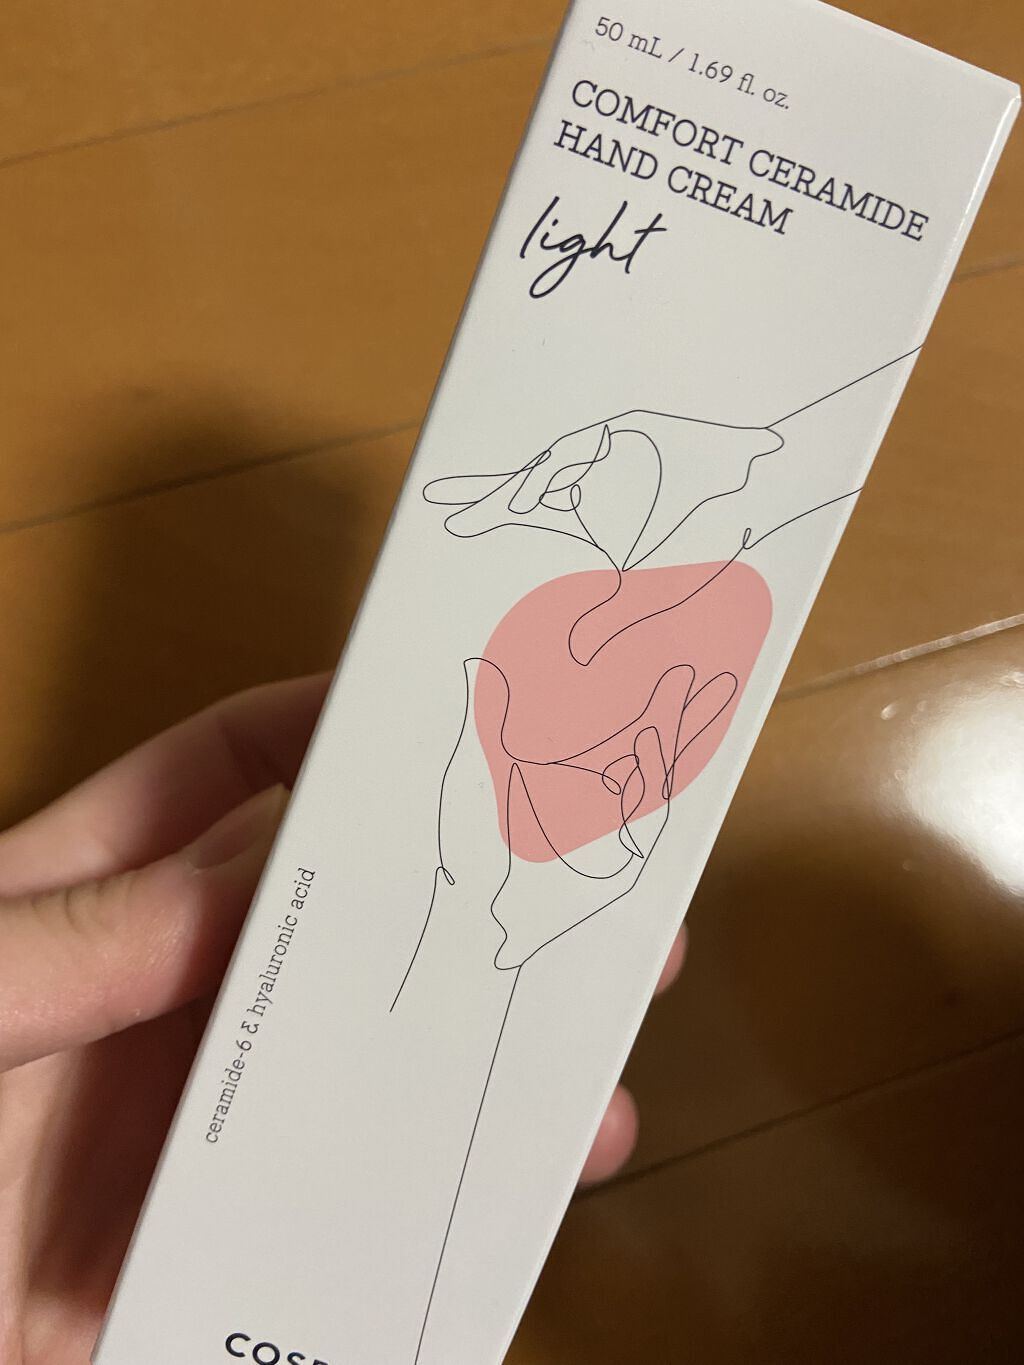 50 mL / 1.69 fl. oz.
COMFORT CERAMIDE
HAND CREAM
light
ceramide-6 & hyaluronic acid